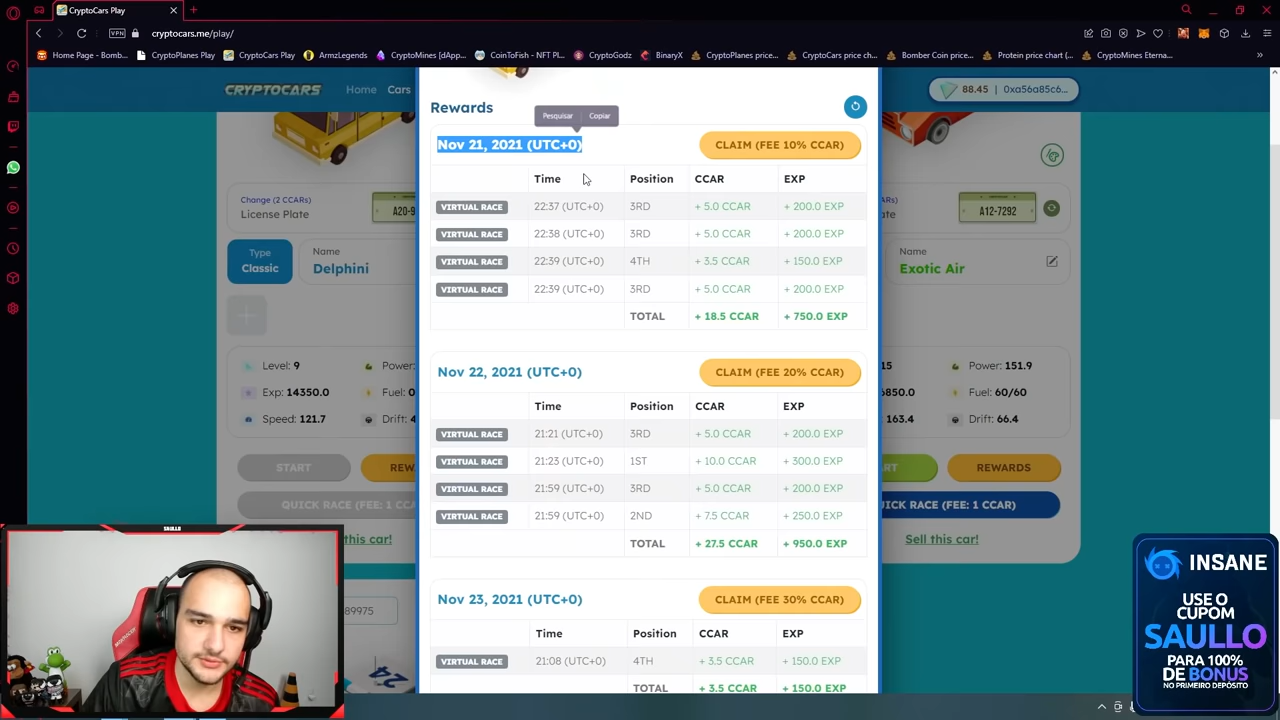 CryptoCars Play
VPN cryptocars.me/play/
Home Page - Bomb...
CryptoPlanes Play
CryptoCars Play
ArmzLegends
CryptoMines [dApp...
CoinToFish - NFT Pl...
CryptoGodz
BinaryX
CryptoPlanes price...
CryptoCars price ch...
Bomber Coin price...
Protein price chart (...
CryptoMines Eterna...
CRYPTOCARS Home Cars 88.45 | 0xa56a85c6...
Rewards
Pesquisar Copiar
Nov 21, 2021 (UTC+0) CLAIM (FEE 10% CCAR)
Time Position CCAR EXP
VIRTUAL RACE 22:37 (UTC+0) 3RD + 5.0 CCAR + 200.0 EXP
VIRTUAL RACE 22:38 (UTC+0) 3RD + 5.0 CCAR + 200.0 EXP
VIRTUAL RACE 22:39 (UTC+0) 4TH + 3.5 CCAR + 150.0 EXP
VIRTUAL RACE 22:39 (UTC+0) 3RD + 5.0 CCAR + 200.0 EXP
TOTAL + 18.5 CCAR + 750.0 EXP
Nov 22, 2021 (UTC+0) CLAIM (FEE 20% CCAR)
Time Position CCAR EXP
VIRTUAL RACE 21:21 (UTC+0) 3RD + 5.0 CCAR + 200.0 EXP
VIRTUAL RACE 21:23 (UTC+0) 1ST + 10.0 CCAR + 300.0 EXP
VIRTUAL RACE 21:59 (UTC+0) 3RD + 5.0 CCAR + 200.0 EXP
VIRTUAL RACE 21:59 (UTC+0) 2ND + 7.5 CCAR + 250.0 EXP
TOTAL + 27.5 CCAR + 950.0 EXP
Nov 23, 2021 (UTC+0) CLAIM (FEE 30% CCAR)
Time Position CCAR EXP
VIRTUAL RACE 21:08 (UTC+0) 4TH + 3.5 CCAR + 150.0 EXP
TOTAL + 3.5 CCAR + 150.0 EXP
Change (2 CCARs)
License Plate A20-9
Type
Classic
Name
Delphini
Level: 9 Power:
Exp: 14350.0 Fuel: 0
Speed: 121.7 Drift: 4
START REW
QUICK RACE (FEE: 1 CCA
this car!
89975
24
te A12-7292
Name
Exotic Air
15 Power: 151.9
6850.0 Fuel: 60/60
163.4 Drift: 66.4
RT REWARDS
ICK RACE (FEE: 1 CCAR)
Sell this car!
SAULLO
INSANE
USE O
CUPOM
SAULLO
PARA 100%
DE BONUS
NO PRIMEIRO DEPÓSITO